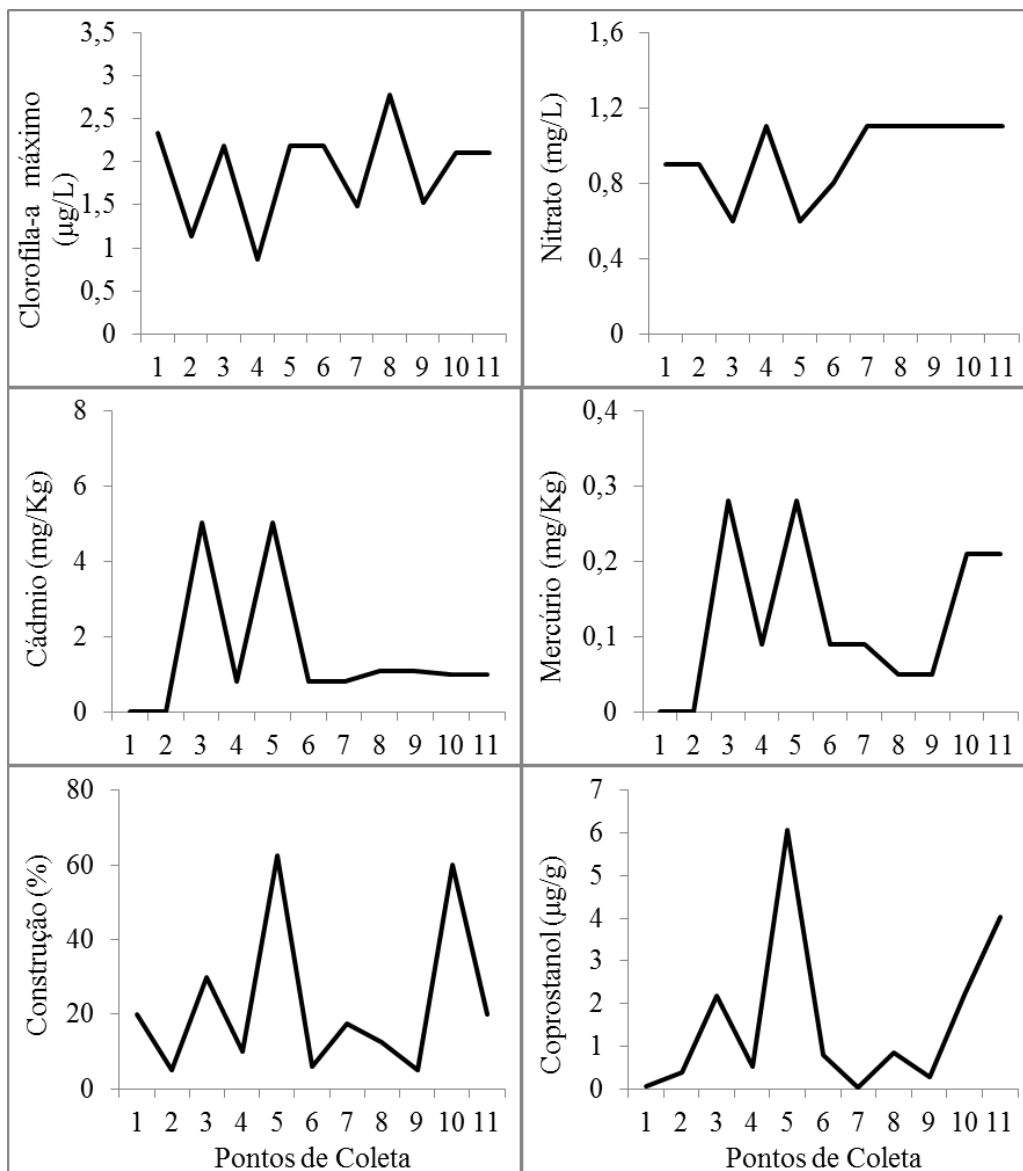 Clorofila-a máximo
(µg/L)
3,5
3
2,5
2
1,5
1
0,5
0
1 2 3 4 5 6 7 8 9 10 11
Nitrato (mg/L)
1,6
1,2
0,8
0,4
0
1 2 3 4 5 6 7 8 9 10 11
Cádmio (mg/Kg)
8
6
4
2
0
1 2 3 4 5 6 7 8 9 10 11
Mercúrio (mg/Kg)
0,4
0,3
0,2
0,1
0
1 2 3 4 5 6 7 8 9 10 11
Construção (%)
80
60
40
20
0
1 2 3 4 5 6 7 8 9 10 11
Pontos de Coleta
Coprostanol (µg/g)
7
6
5
4
3
2
1
0
1 2 3 4 5 6 7 8 9 10 11
Pontos de Coleta